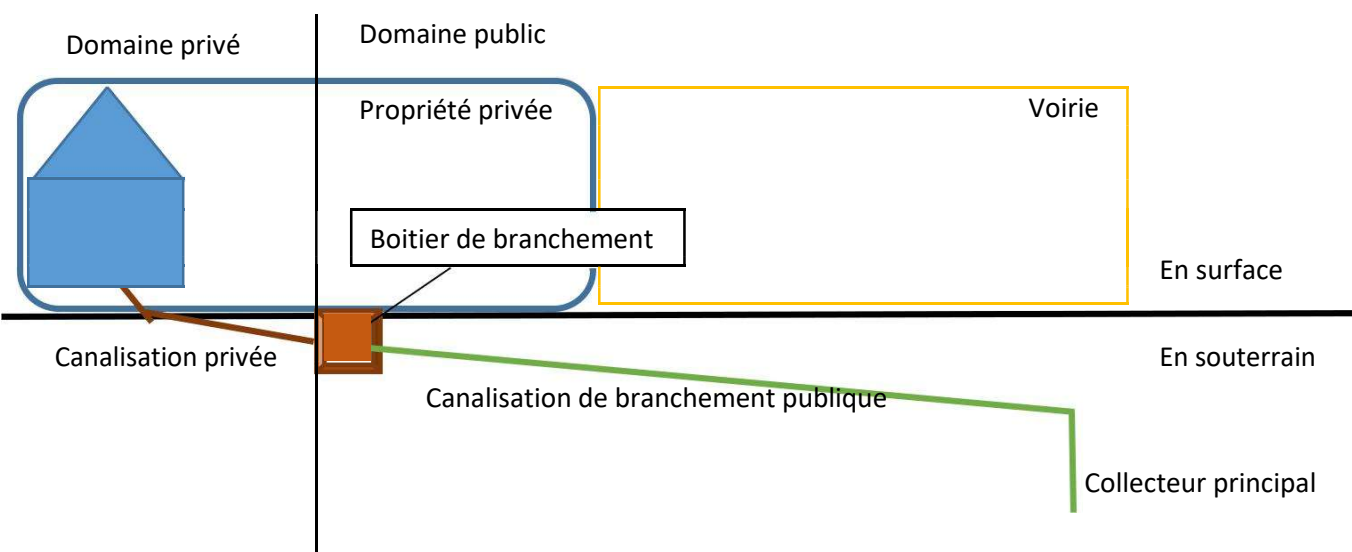 Domaine privé
Domaine public
Propriété privée
Voirie
Boitier de branchement
En surface
Canalisation privée
En souterrain
Canalisation de branchement publique
Collecteur principal